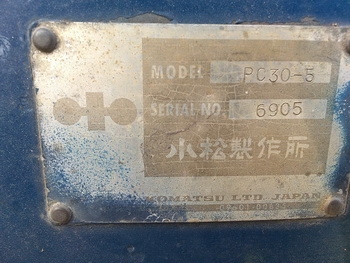 MODEL PC30-5
SERIAL NO. 6905
小松製作所
KOMATSU LTD. JAPAN